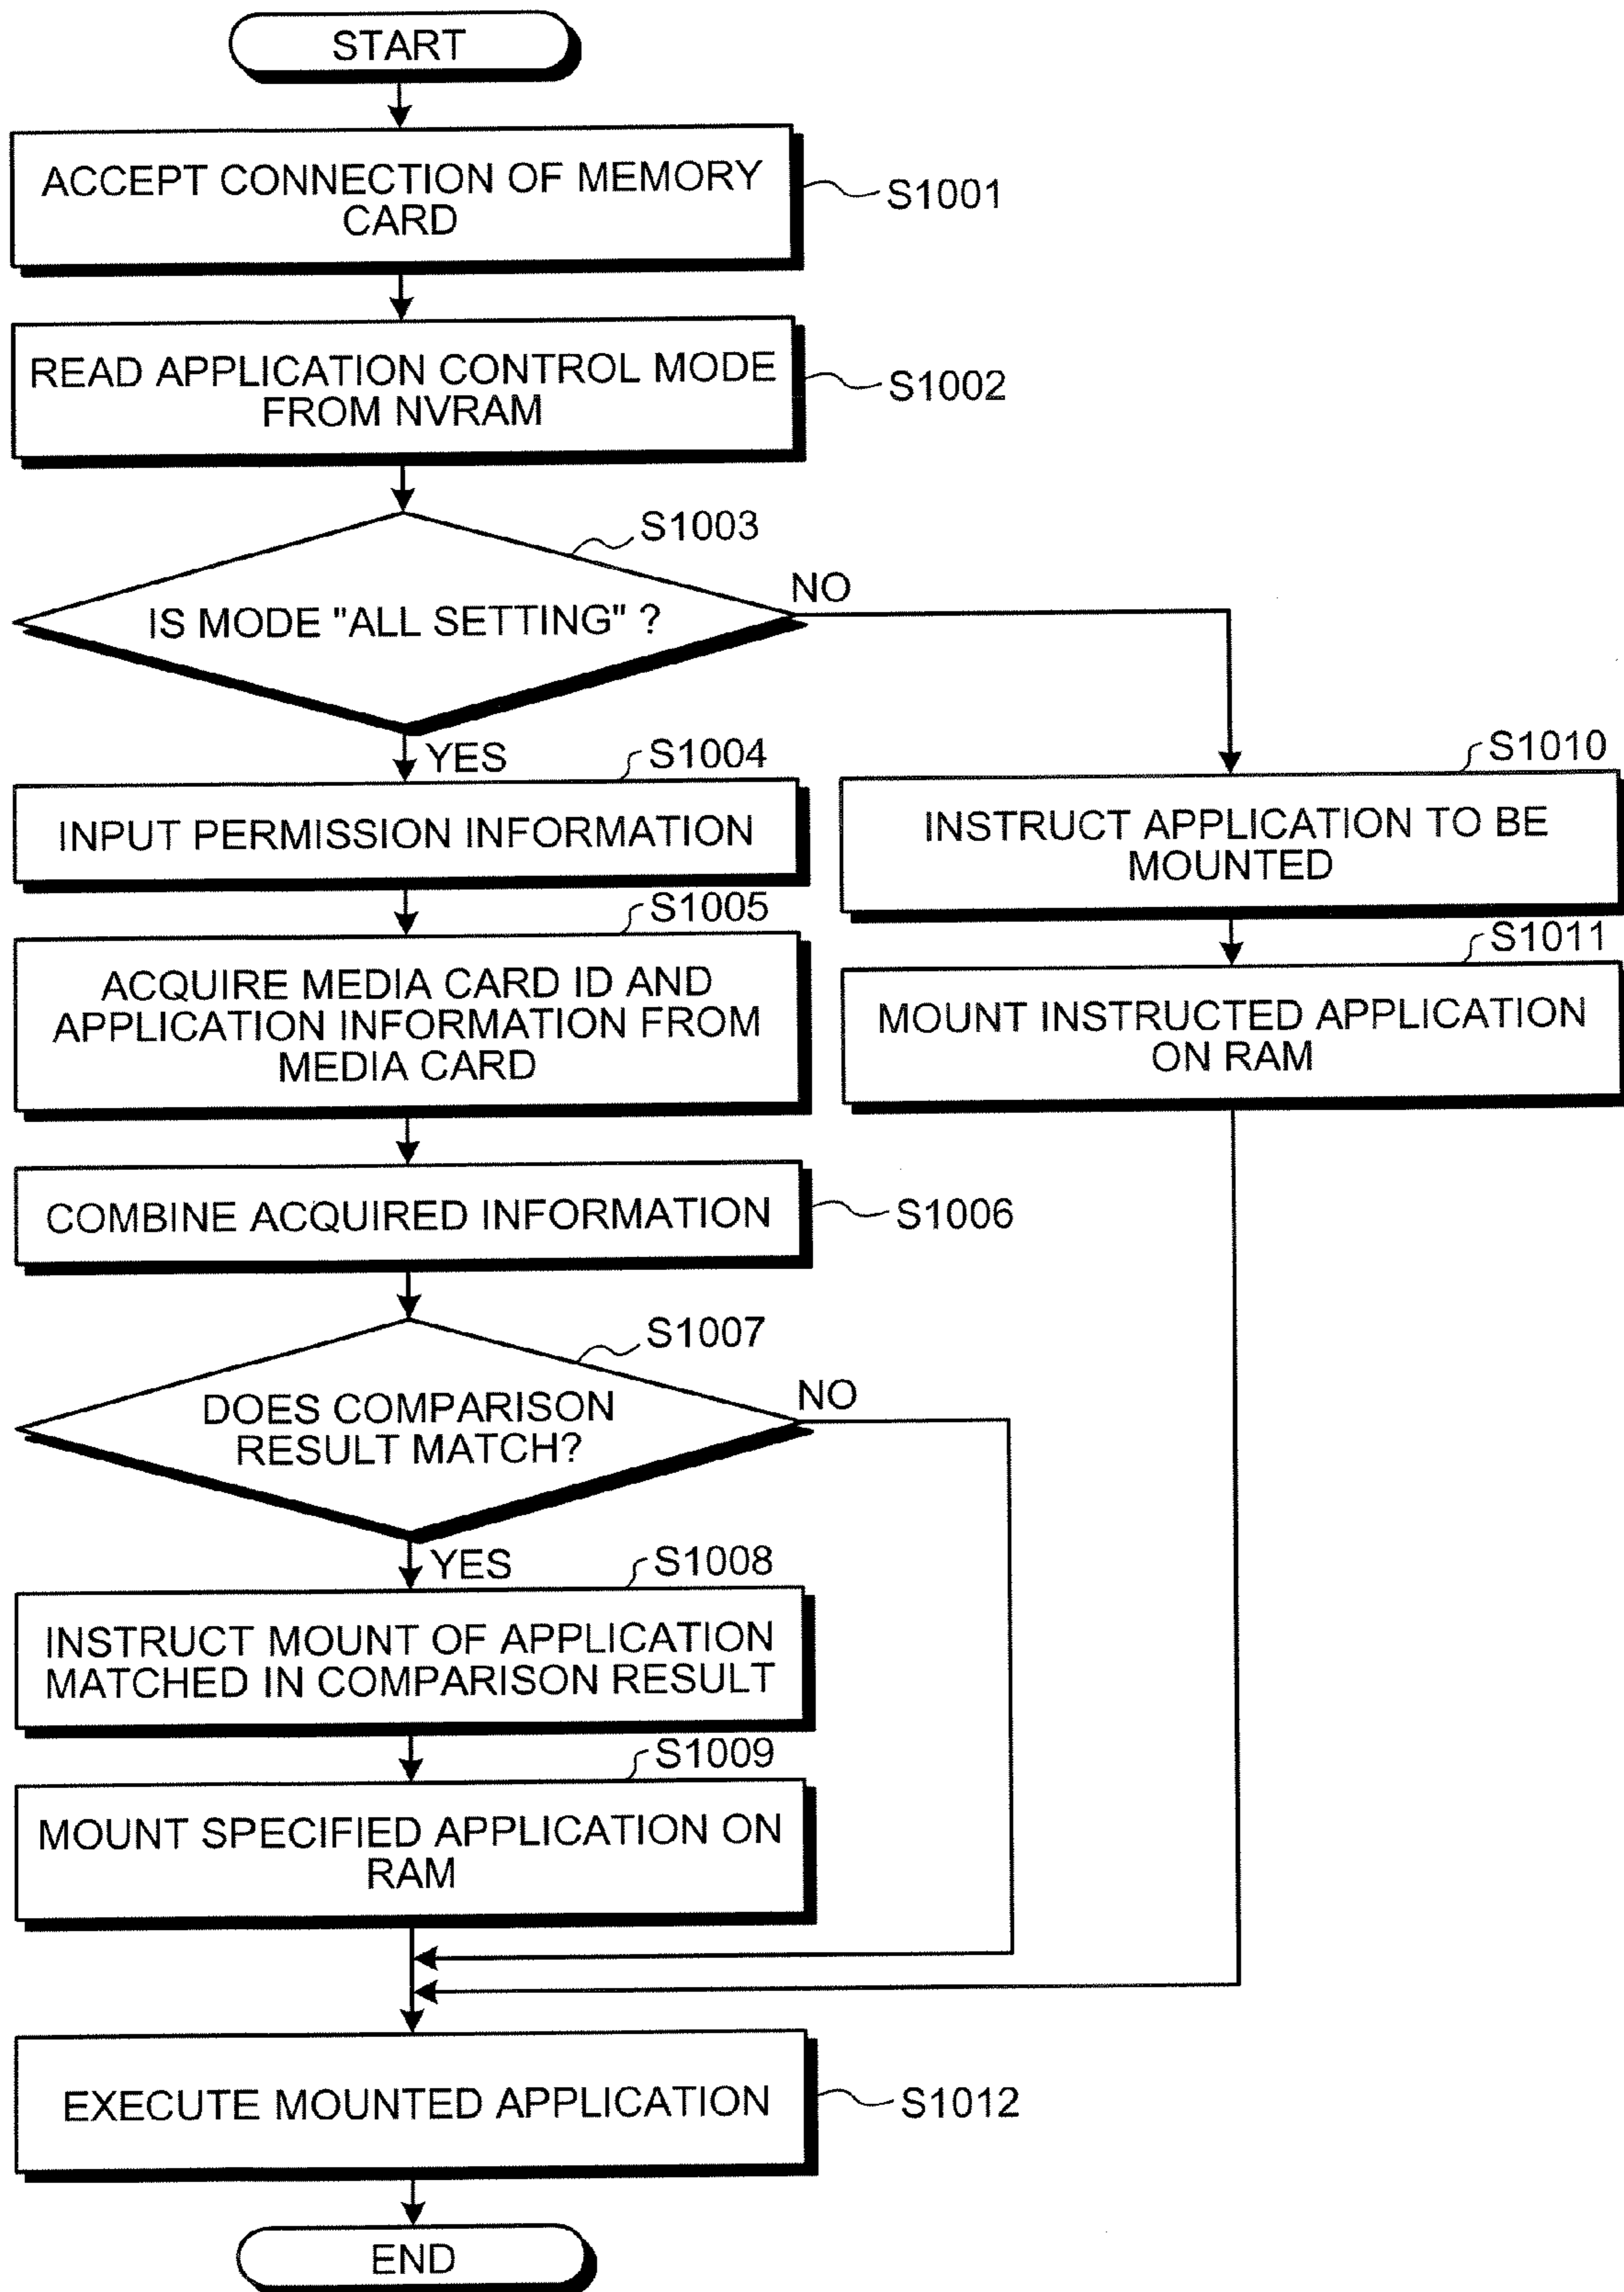 START
ACCEPT CONNECTION OF MEMORY
CARD
S1001
READ APPLICATION CONTROL MODE
FROM NVRAM
S1002
S1003
IS MODE "ALL SETTING" ?
NO
YES
S1004
INPUT PERMISSION INFORMATION
S1005
ACQUIRE MEDIA CARD ID AND
APPLICATION INFORMATION FROM
MEDIA CARD
S1010
INSTRUCT APPLICATION TO BE
MOUNTED
S1011
MOUNT INSTRUCTED APPLICATION
ON RAM
COMBINE ACQUIRED INFORMATION
S1006
S1007
DOES COMPARISON
RESULT MATCH?
NO
YES
S1008
INSTRUCT MOUNT OF APPLICATION
MATCHED IN COMPARISON RESULT
S1009
MOUNT SPECIFIED APPLICATION ON
RAM
EXECUTE MOUNTED APPLICATION
S1012
END